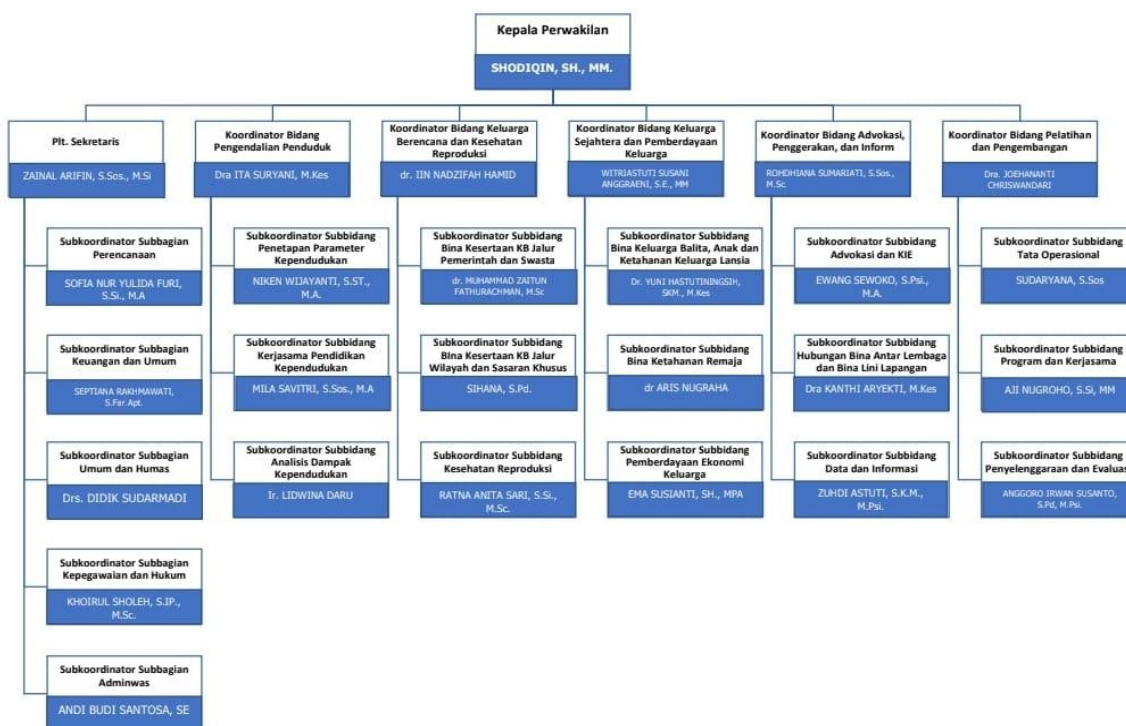 Kepala Perwakilan
SHODIQIN, SH., MM.
Plt. Sekretaris
ZAINAL ARIFIN, S.Sos., M.Si
Koordinator Bidang
Pengendalian Penduduk
Dra ITA SURYANI, M.Kes
Koordinator Bidang Keluarga
Berencana dan Kesehatan
Reproduksi
dr. IIN NADZIFAH HAMID
Koordinator Bidang Keluarga
Sejahtera dan Pemberdayaan
Keluarga
WITRIASTUTI SUSANI
ANGGRAENI, S.E., MM
Koordinator Bidang Advokasi,
Penggerakan, dan Inform
ROHDHIANA SUMARIATI, S.Sos.,
M.Sc.
Koordinator Bidang Pelatihan
dan Pengembangan
Dra. JOEHANANTI
CHRISWANDARI
Subkoordinator Subbagian
Perencanaan
SOFIA NUR YULIDA FURI,
S.Si., M.A
Subkoordinator Subbidang
Penetapan Parameter
Kependudukan
NIKEN WIJAYANTI, S.ST.,
M.A.
Subkoordinator Subbidang
Bina Kesertaan KB Jalur
Pemerintah dan Swasta
dr. MUHAMMAD ZAITUN
FATHURACHMAN, M.Sc
Subkoordinator Subbidang
Bina Keluarga Balita, Anak dan
Ketahanan Keluarga Lansia
Dr. YUNI HASTUTININGSIH,
SKM., M.Kes
Subkoordinator Subbidang
Advokasi dan KIE
EWANG SEWOKO, S.Psi.,
M.A.
Subkoordinator Subbidang
Tata Operasional
SUDARYANA, S.Sos
Subkoordinator Subbagian
Keuangan dan Umum
SEPTIANA RAKHMAWATI,
S.Far.Apt.
Subkoordinator Subbidang
Kerjasama Pendidikan
Kependudukan
MILA SAVITRI, S.Sos., M.A
Subkoordinator Subbidang
BIna Kesertaan KB Jalur
Wilayah dan Sasaran Khusus
SIHANA, S.Pd.
Subkoordinator Subbidang
Bina Ketahanan Remaja
dr ARIS NUGRAHA
Subkoordinator Subbidang
Hubungan Bina Antar Lembaga
dan Bina Lini Lapangan
Dra KANTHI ARYEKTI, M.Kes
Subkoordinator Subbidang
Program dan Kerjasama
AJI NUGROHO, S.Si, MM
Subkoordinator Subbagian
Umum dan Humas
Drs. DIDIK SUDARMADI
Subkoordinator Subbidang
Analisis Dampak
Kependudukan
Ir. LIDWINA DARU
Subkoordinator Subbidang
Kesehatan Reproduksi
RATNA ANITA SARI, S.Si.,
M.Sc.
Subkoordinator Subbidang
Pemberdayaan Ekonomi
Keluarga
EMA SUSIANTI, SH., MPA
Subkoordinator Subbidang
Data dan Informasi
ZUHDI ASTUTI, S.K.M.,
M.Psi.
Subkoordinator Subbidang
Penyelenggaraan dan Evaluas
ANGGORO IRWAN SUSANTO,
S.Pd, M.Psi.
Subkoordinator Subbagian
Kepegawaian dan Hukum
KHOIRUL SHOLEH, S.IP.,
M.Sc.
Subkoordinator Subbagian
Adminwas
ANDI BUDI SANTOSA, SE